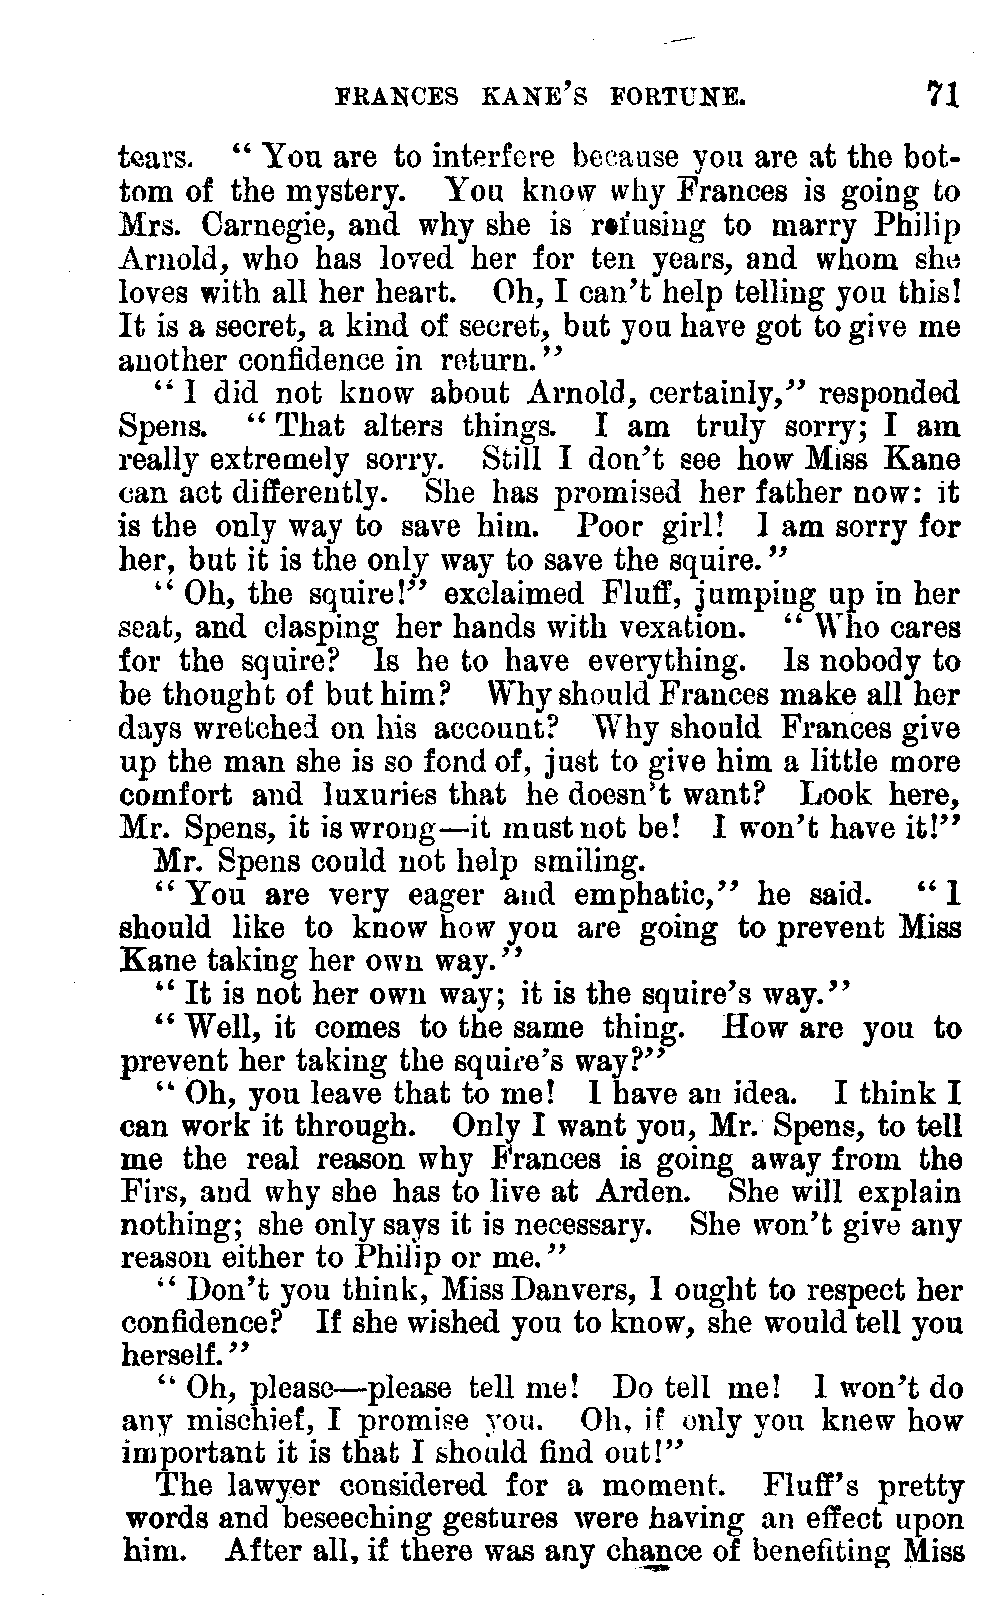 FRANCES KANE'S FORTUNE. 71
tears. "You are to interfere because you are at the bot-
tom of the mystery. You know why Frances is going to
Mrs. Carnegie, and why she is refusing to marry Philip
Arnold, who has loved her for ten years, and whom she
loves with all her heart. Oh, I can't help telling you this!
It is a secret, a kind of secret, but you have got to give me
another confidence in return."
"I did not know about Arnold, certainly," responded
Spens. "That alters things. I am truly sorry; I am
really extremely sorry. Still I don't see how Miss Kane
can act differently. She has promised her father now: it
is the only way to save him. Poor girl! I am sorry for
her, but it is the only way to save the squire."
"Oh, the squire!" exclaimed Fluff, jumping up in her
seat, and clasping her hands with vexation. "Who cares
for the squire? Is he to have everything. Is nobody to
be thought of but him? Why should Frances make all her
days wretched on his account? Why should Frances give
up the man she is so fond of, just to give him a little more
comfort and luxuries that he doesn't want? Look here,
Mr. Spens, it is wrong—it must not be! I won't have it!"
Mr. Spens could not help smiling.
"You are very eager and emphatic," he said. "I
should like to know how you are going to prevent Miss
Kane taking her own way."
"It is not her own way; it is the squire's way."
"Well, it comes to the same thing. How are you to
prevent her taking the squire's way?"
"Oh, you leave that to me! I have an idea. I think I
can work it through. Only I want you, Mr. Spens, to tell
me the real reason why Frances is going away from the
Firs, and why she has to live at Arden. She will explain
nothing; she only says it is necessary. She won't give any
reason either to Philip or me."
"Don't you think, Miss Danvers, I ought to respect her
confidence? If she wished you to know, she would tell you
herself."
"Oh, please—please tell me! Do tell me! I won't do
any mischief, I promise you. Oh, if only you knew how
important it is that I should find out!"
The lawyer considered for a moment. Fluff's pretty
words and beseeching gestures were having an effect upon
him. After all, if there was any chance of benefiting Miss